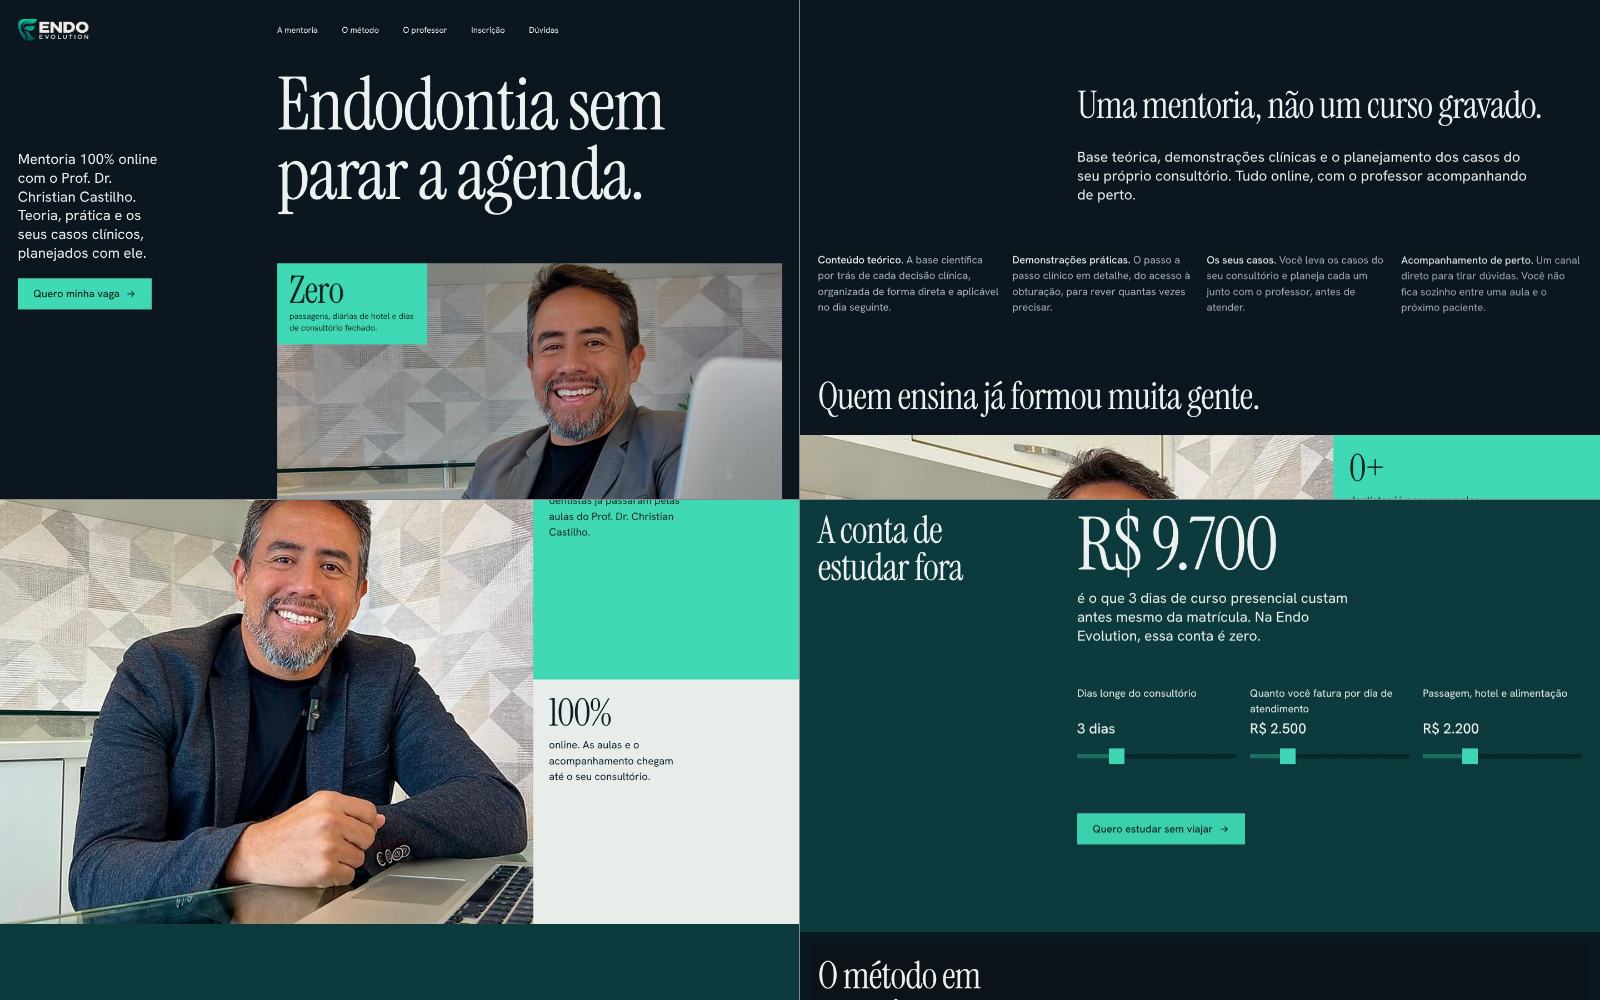 ENDO
EVOLUTION
A mentoria
O método
O professor
Inscrição
Dúvidas
Endodontia sem
parar a agenda.
Mentoria 100% online
com o Prof. Dr.
Christian Castilho.
Teoria, prática e os
seus casos clínicos,
planejados com ele.
Quero minha vaga →
Zero
passagens, diárias de hotel e dias
de consultório fechado.
Uma mentoria, não um curso gravado.
Base teórica, demonstrações clínicas e o planejamento dos casos do
seu próprio consultório. Tudo online, com o professor acompanhando
de perto.
Conteúdo teórico. A base científica
por trás de cada decisão clínica,
organizada de forma direta e aplicável
no dia seguinte.
Demonstrações práticas. O passo a
passo clínico em detalhe, do acesso à
obturação, para rever quantas vezes
precisar.
Os seus casos. Você leva os casos do
seu consultório e planeja cada um
junto com o professor, antes de
atender.
Acompanhamento de perto. Um canal
direto para tirar dúvidas. Você não
fica sozinho entre uma aula e o
próximo paciente.
Quem ensina já formou muita gente.
0+
dentistas já passaram pelas
aulas do Prof. Dr. Christian
Castilho.
100%
online. As aulas e o
acompanhamento chegam
até o seu consultório.
A conta de
estudar fora
R$ 9.700
é o que 3 dias de curso presencial custam
antes mesmo da matrícula. Na Endo
Evolution, essa conta é zero.
Dias longe do consultório
3 dias
Quanto você fatura por dia de
atendimento
R$ 2.500
Passagem, hotel e alimentação
R$ 2.200
Quero estudar sem viajar →
O método em